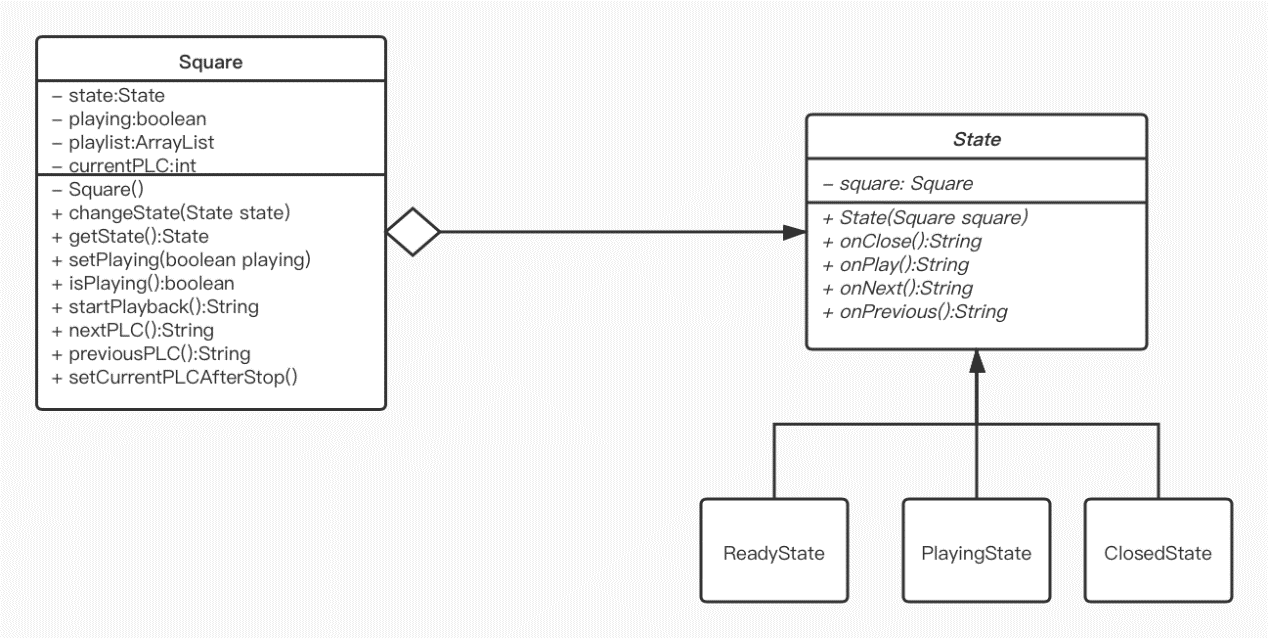 Square
– state:State
– playing:boolean
– playlist:ArrayList
– currentPLC:int
– Square()
+ changeState(State state)
+ getState():State
+ setPlaying(boolean playing)
+ isPlaying():boolean
+ startPlayback():String
+ nextPLC():String
+ previousPLC():String
+ setCurrentPLCAfterStop()
State
– square: Square
+ State(Square square)
+ onClose():String
+ onPlay():String
+ onNext():String
+ onPrevious():String
ReadyState
PlayingState
ClosedState